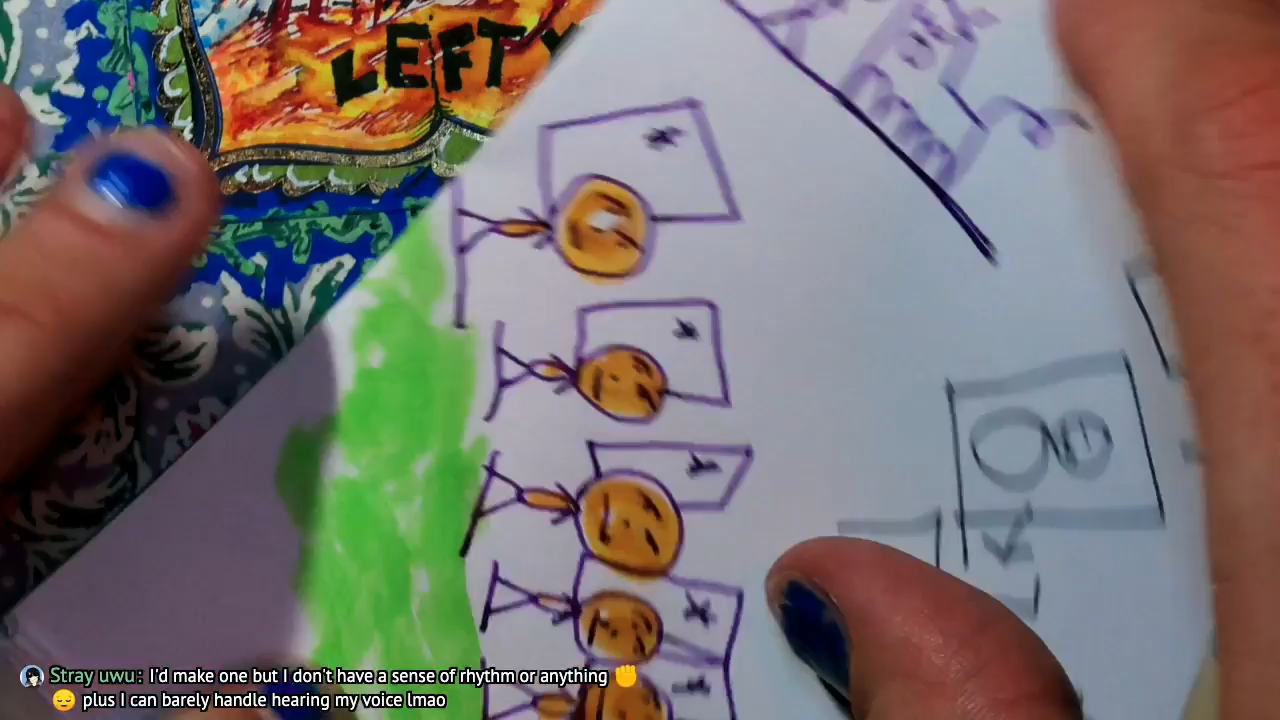 LEFT
Stray uwu: I'd make one but I don't have a sense of rhythm or anything ✊
😔 plus I can barely handle hearing my voice lmao